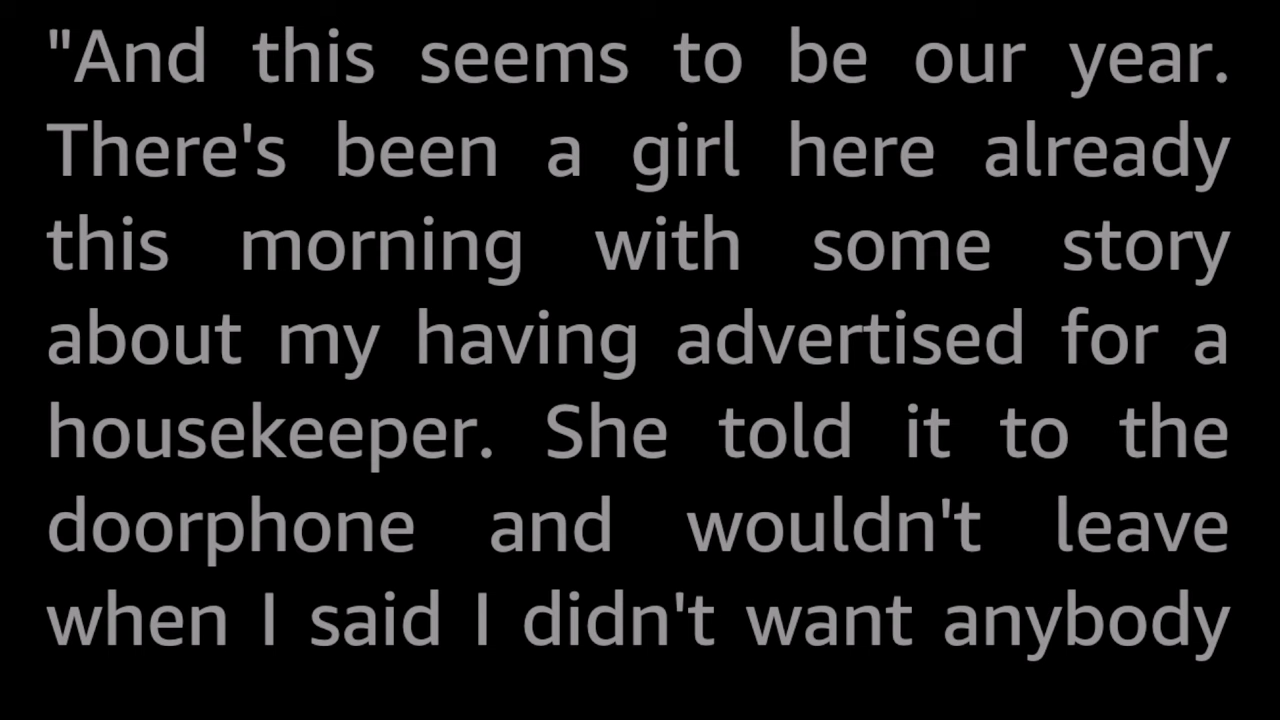 "And this seems to be our year.
There's been a girl here already
this morning with some story
about my having advertised for a
housekeeper. She told it to the
doorphone and wouldn't leave
when I said I didn't want anybody